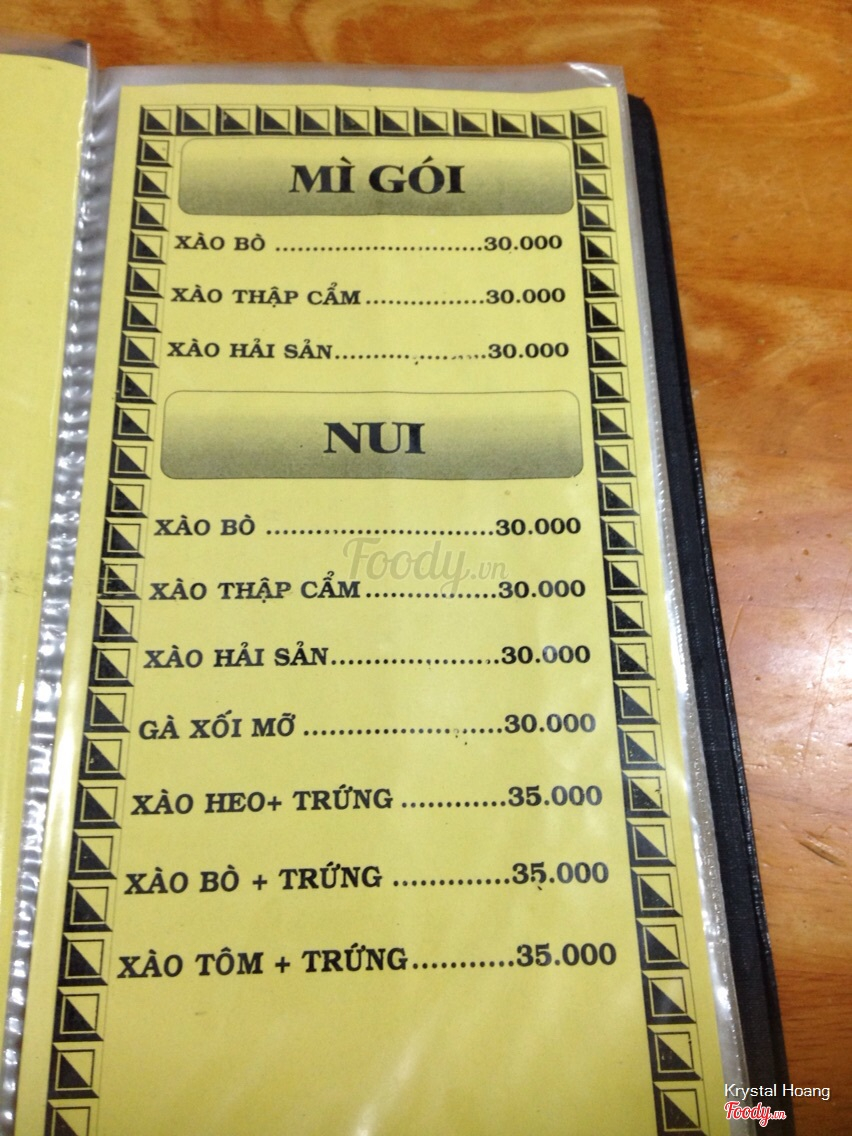 MÌ GÓI
XÀO BÒ ..............................30.000
XÀO THẬP CẨM.................30.000
XÀO HẢI SẢN......................30.000
NUI
XÀO BÒ ..............................30.000
Foody.vn
XÀO THẬP CẨM.................30.000
XÀO HẢI SẢN......................30.000
GÀ XỐI MỠ ........................30.000
XÀO HEO+ TRỨNG ............35.000
XÀO BÒ + TRỨNG .............35.000
XÀO TÔM + TRỨNG...........35.000
Krystal Hoang
Foody.vn